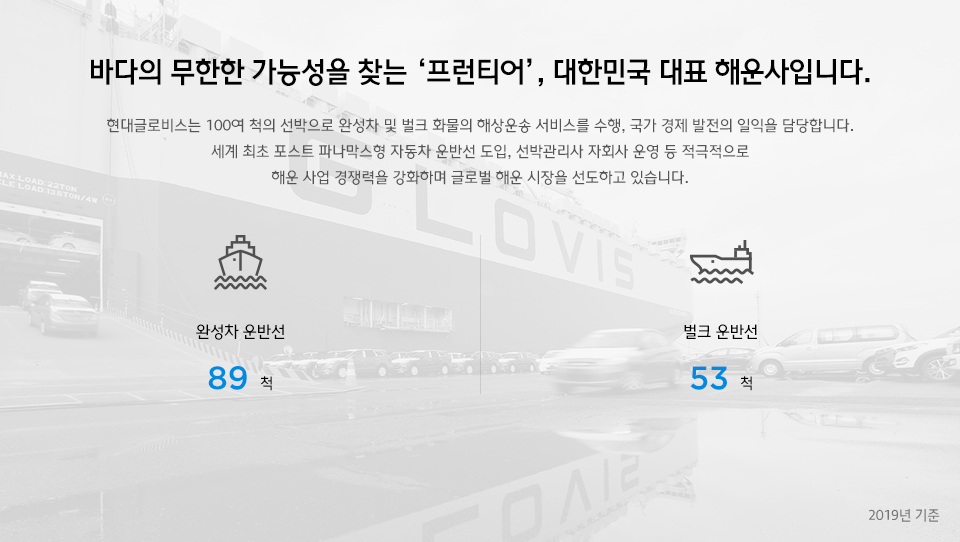 바다의 무한한 가능성을 찾는 ‘프런티어’, 대한민국 대표 해운사입니다.
현대글로비스는 100여 척의 선박으로 완성차 및 벌크 화물의 해상운송 서비스를 수행, 국가 경제 발전의 일익을 담당합니다.
세계 최초 포스트 파나막스형 자동차 운반선 도입, 선박관리사 자회사 운영 등 적극적으로
해운 사업 경쟁력을 강화하며 글로벌 해운 시장을 선도하고 있습니다.
MAX.LOAD:22TON
GLOVIS
완성차 운반선
벌크 운반선
89 척
53 척
2019년 기준